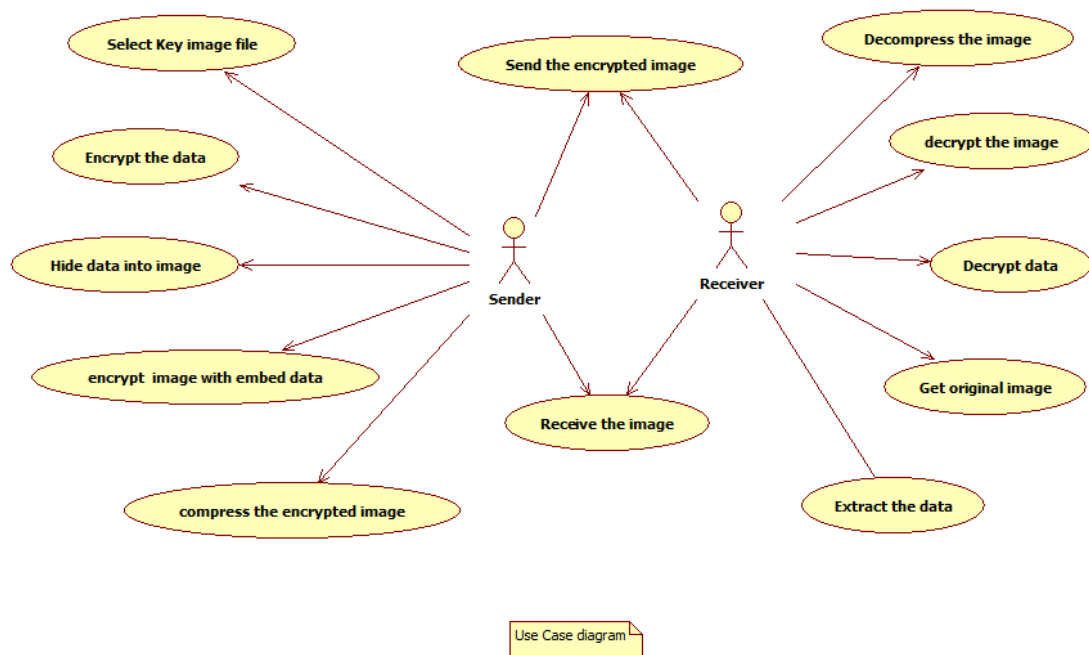 Select Key image file
Send the encrypted image
Decompress the image
Encrypt the data
decrypt the image
Hide data into image
Sender
Receiver
Decrypt data
encrypt image with embed data
Receive the image
Get original image
compress the encrypted image
Extract the data
Use Case diagram